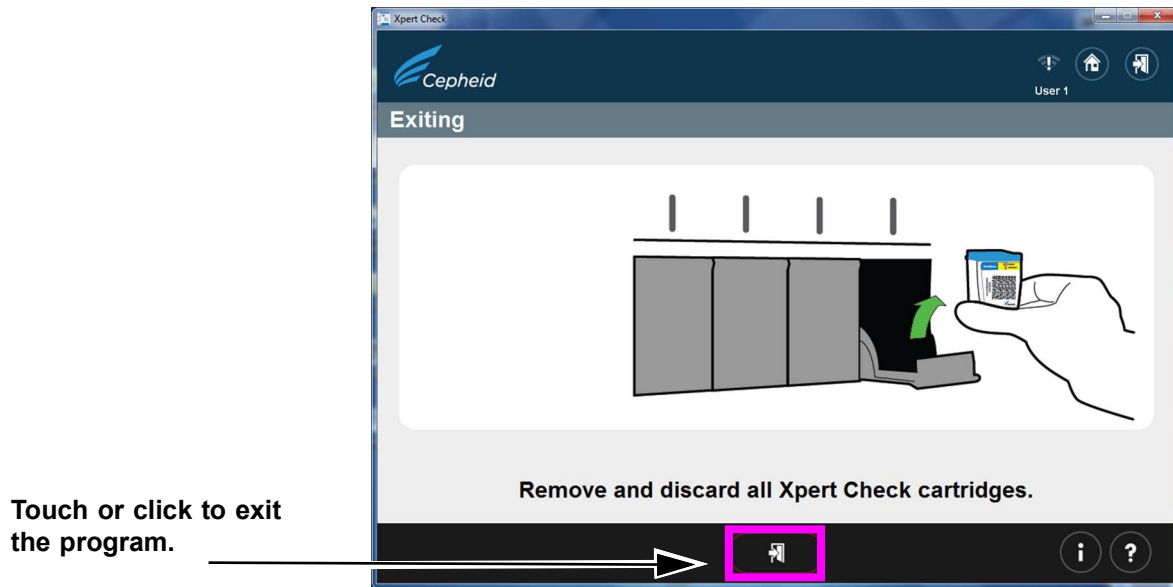 Xpert Check
Cepheid
User 1
Exiting
Remove and discard all Xpert Check cartridges.
Touch or click to exit
the program.
i ?